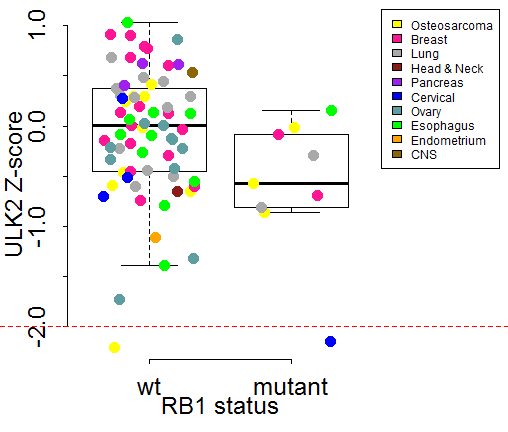 1.0
0.0
-1.0
-2.0
ULK2 Z-score
wt mutant
RB1 status
Osteosarcoma
Breast
Lung
Head & Neck
Pancreas
Cervical
Ovary
Esophagus
Endometrium
CNS